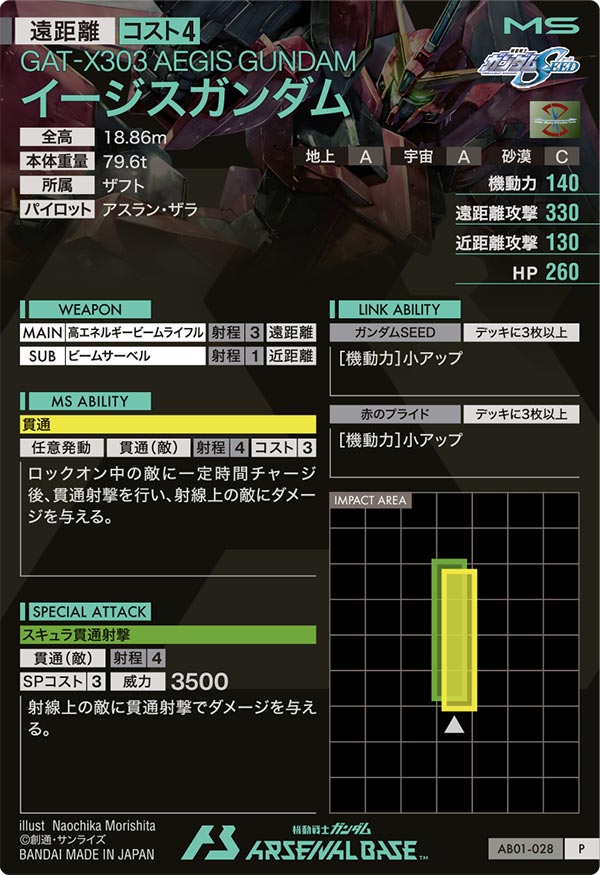 遠距離 コスト4 MS
GAT-X303 AEGIS GUNDAM
イージスガンダム
機動戦士ガンダムSEED
全高 18.86m
本体重量 79.6t
所属 ザフト
パイロット アスラン・ザラ
地上 A 宇宙 A 砂漠 C
機動力 140
遠距離攻撃 330
近距離攻撃 130
HP 260
WEAPON
MAIN 高エネルギービームライフル 射程 3 遠距離
SUB ビームサーベル 射程 1 近距離
MS ABILITY
貫通
任意発動 貫通(敵) 射程 4 コスト 3
ロックオン中の敵に一定時間チャージ
後、貫通射撃を行い、射線上の敵にダメー
ジを与える。
SPECIAL ATTACK
スキュラ貫通射撃
貫通(敵) 射程 4
SPコスト 3 威力 3500
射線上の敵に貫通射撃でダメージを与え
る。
LINK ABILITY
ガンダムSEED デッキに3枚以上
[機動力]小アップ
赤のプライド デッキに3枚以上
[機動力]小アップ
IMPACT AREA
illust Naochika Morishita
©創通・サンライズ
BANDAI MADE IN JAPAN
機動戦士ガンダム
ARSENAL BASE™
AB01-028 P